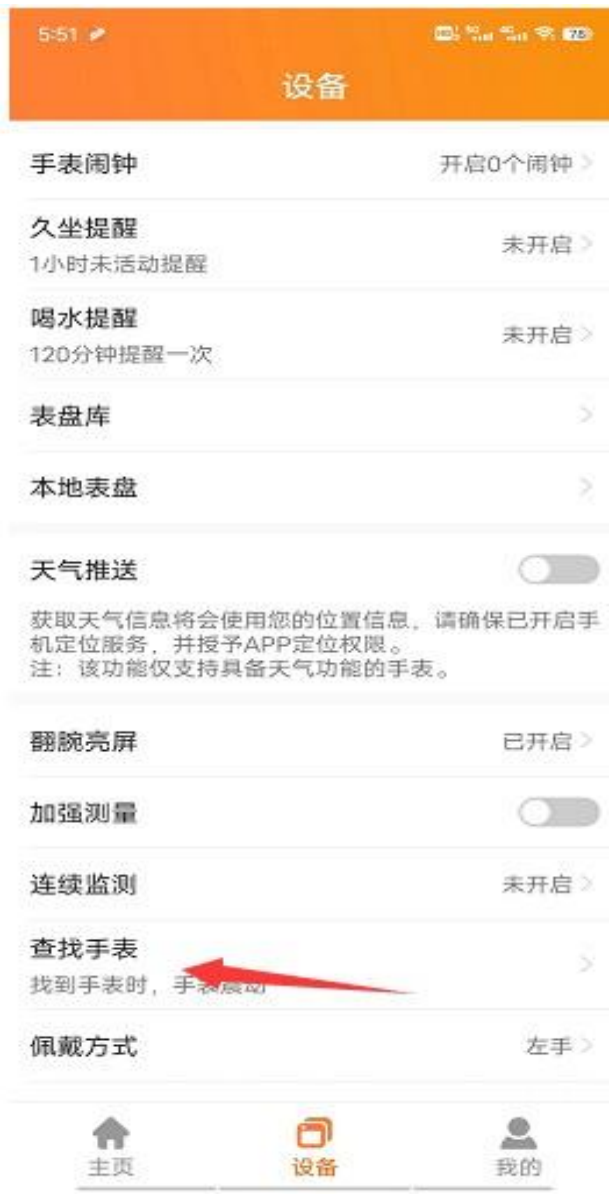 5:51
78
设备
手表闹钟
开启0个闹钟
久坐提醒
未开启
1小时未活动提醒
喝水提醒
未开启
120分钟提醒一次
表盘库
本地表盘
天气推送
获取天气信息将会使用您的位置信息，请确保已开启手
机定位服务，并授予APP定位权限。
注：该功能仅支持具备天气功能的手表。
翻腕亮屏
已开启
加强测量
连续监测
未开启
查找手表
找到手表时，手表震动
佩戴方式
左手
主页
设备
我的